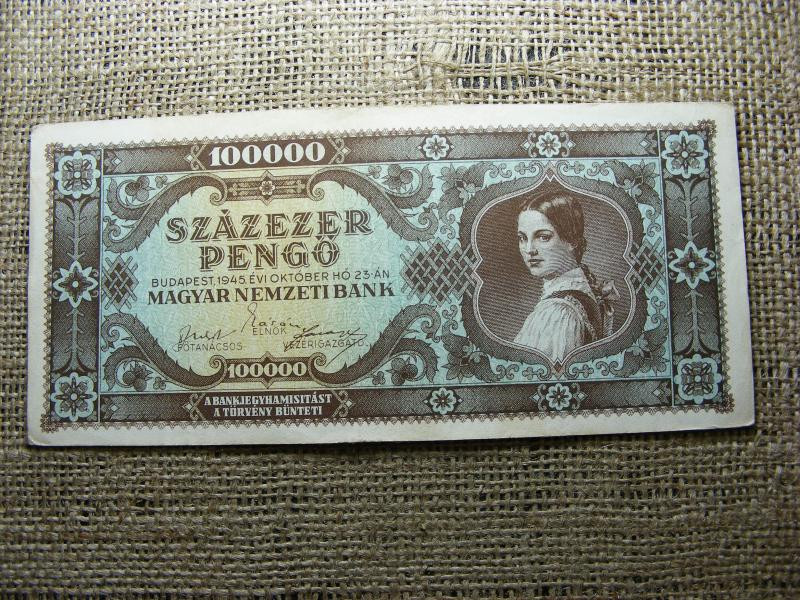 100000
SZÁZEZER
PENGŐ
BUDAPEST, 1945. ÉVI OKTÓBER HÓ 23-ÁN
MAGYAR NEMZETI BANK
ELNÖK
FŐTANÁCSOS VEZÉRIGAZGATÓ
100000
A BANKJEGYHAMISITÁST
A TÖRVÉNY BÜNTETI